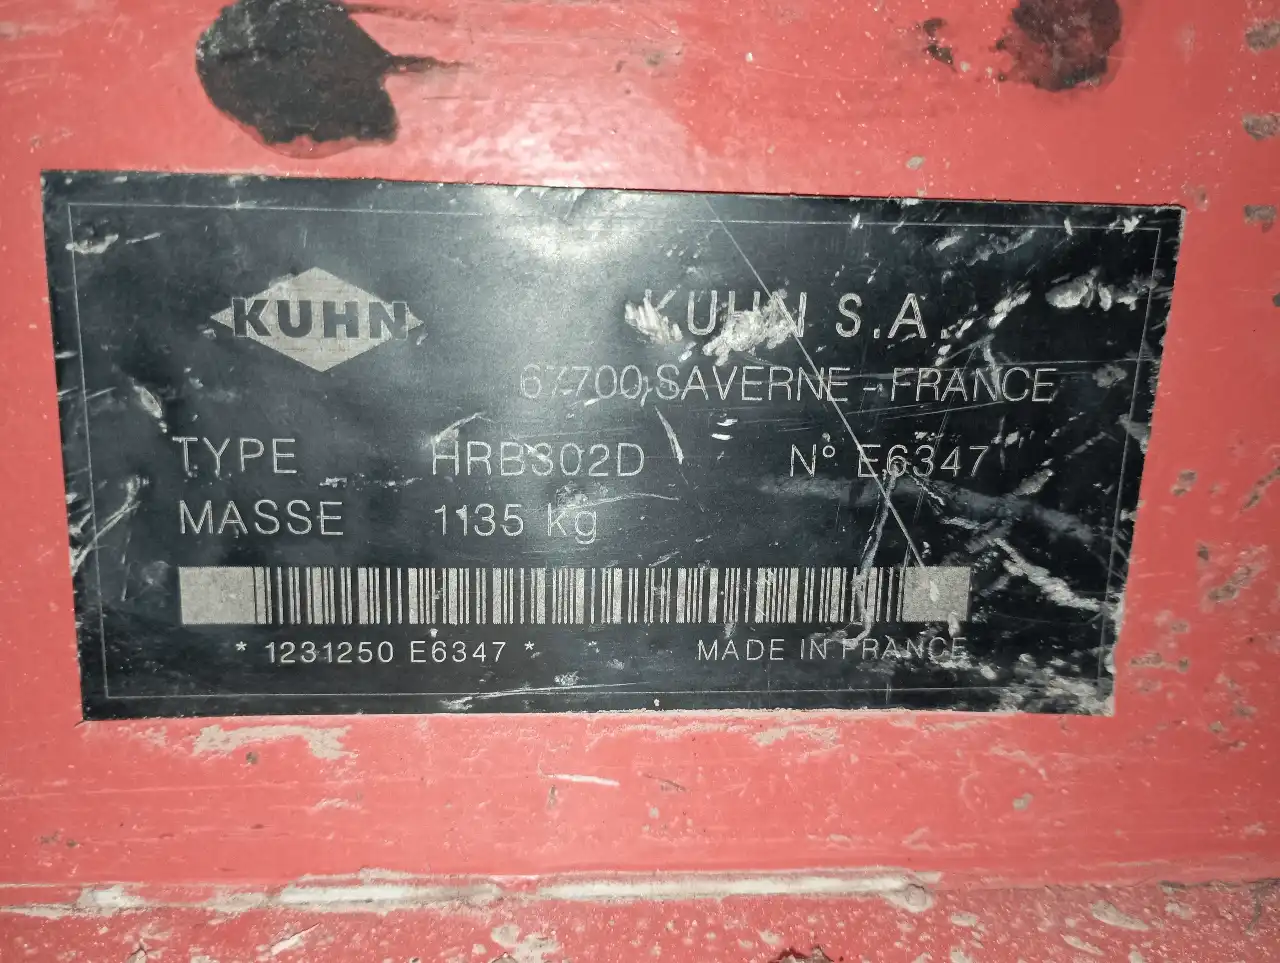 KUHN
KUHN S.A.
67700 SAVERNE - FRANCE
TYPE HRB302D N° E6347
MASSE 1135 kg
* 1231250 E6347 *
MADE IN FRANCE